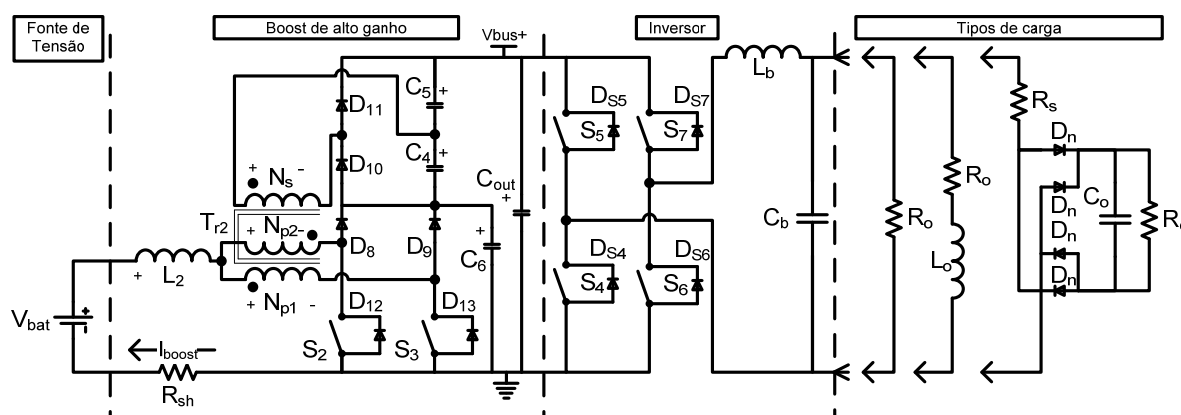 Fonte de
Tensão
Boost de alto ganho
Inversor
Tipos de carga
Vbus+
Lb
C5 +
D11
DS5
DS7
S5
S7
Rs
Dn
C4 +
D10
+ Ns -
Cout
+
Cb
Ro
Ro
Dn
Co
Dn
Tr2
+ Np2-
D8
D9
+
C6
DS4
DS6
S4
S6
Lo
Dn
+ L2
+ Np1 -
D12
D13
Vbat
+
-
S2
S3
Iboost
Rsh